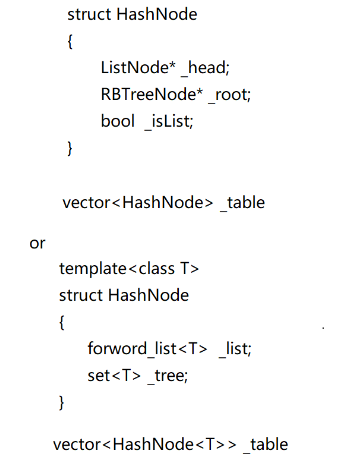 struct HashNode
{
ListNode* _head;
RBTreeNode* _root;
bool _isList;
}
vector<HashNode> _table
or
template<class T>
struct HashNode
{
forword_list<T> _list;
set<T> _tree;
}
vector<HashNode<T>> _table